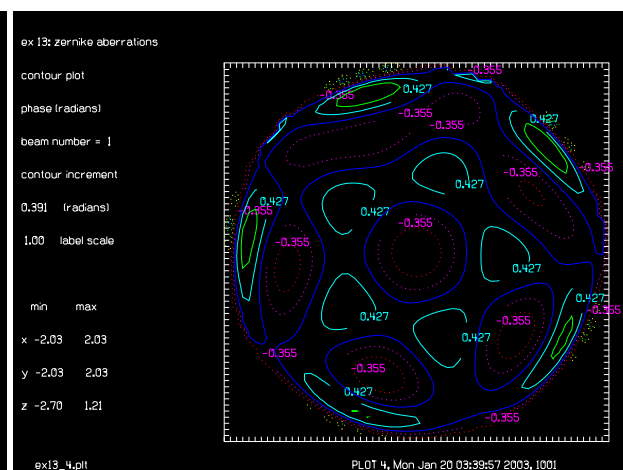 ex 13: zernike aberrations
contour plot
phase (radians)
beam number = 1
contour increment
0.391 (radians)
1.00 label scale
min max
x -2.03 2.03
y -2.03 2.03
z -2.70 1.21
-0.355
-0.355
0.427
-0.355
0.427
-0.355
-0.355
0.427
0.427
-0.355
0.427
-0.355
-0.355
0.427
0.427
0.427
-0.355
-0.355
0.427
-0.355
-0.355
0.427
-0.355
ex13_4.plt
PLOT 4, Mon Jan 20 03:39:57 2003, 1001